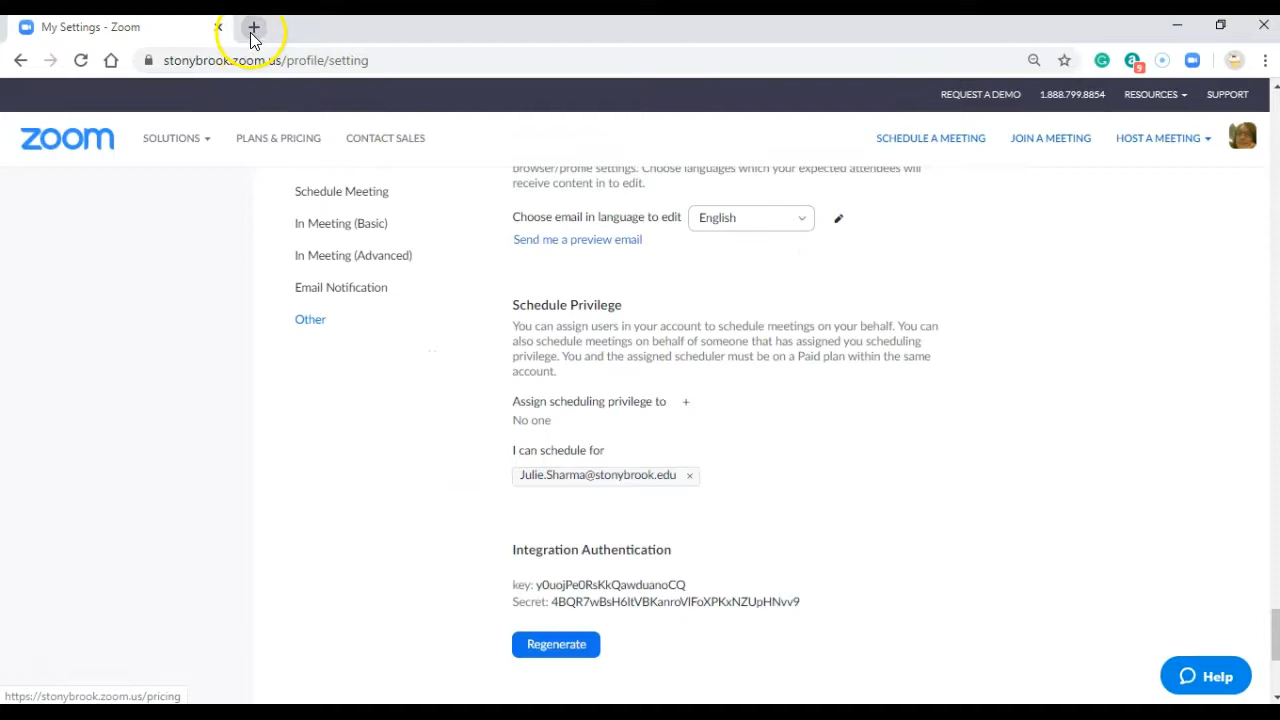 My Settings - Zoom
stonybrook.zoom.us/profile/setting
9
REQUEST A DEMO 1.888.799.8854 RESOURCES SUPPORT
zoom SOLUTIONS PLANS & PRICING CONTACT SALES SCHEDULE A MEETING JOIN A MEETING HOST A MEETING
Schedule Meeting
In Meeting (Basic)
In Meeting (Advanced)
Email Notification
Other
browser/profile settings. Choose languages which your expected attendees will
receive content in to edit.
Choose email in language to edit English
Send me a preview email
Schedule Privilege
You can assign users in your account to schedule meetings on your behalf. You can
also schedule meetings on behalf of someone that has assigned you scheduling
privilege. You and the assigned scheduler must be on a Paid plan within the same
account.
Assign scheduling privilege to +
No one
I can schedule for
Julie.Sharma@stonybrook.edu ×
Integration Authentication
key: y0uojPe0RsKkQawduanoCQ
Secret: 4BQR7wBsH6ltVBKanroVlFoXPKxNZUpHNvv9
Regenerate
Help
https://stonybrook.zoom.us/pricing